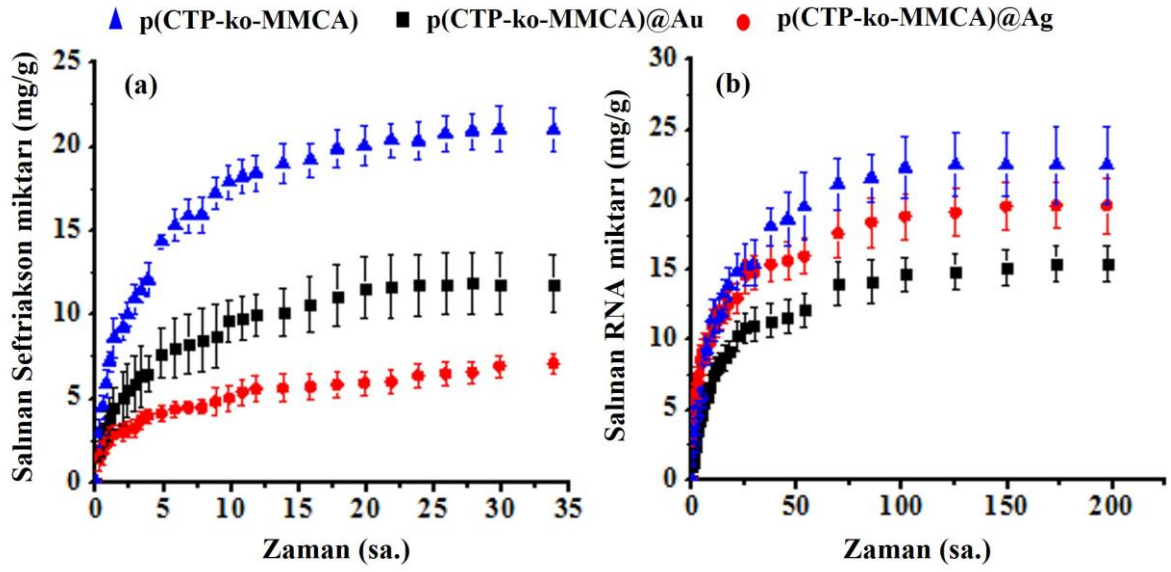 p(CTP-ko-MMCA) p(CTP-ko-MMCA)@Au p(CTP-ko-MMCA)@Ag
Salınan Seftriakson miktarı (mg/g)
25
20
15
10
5
0
(a)
0 5 10 15 20 25 30 35
Zaman (sa.)
Salınan RNA miktarı (mg/g)
30
25
20
15
10
5
0
(b)
0 50 100 150 200
Zaman (sa.)